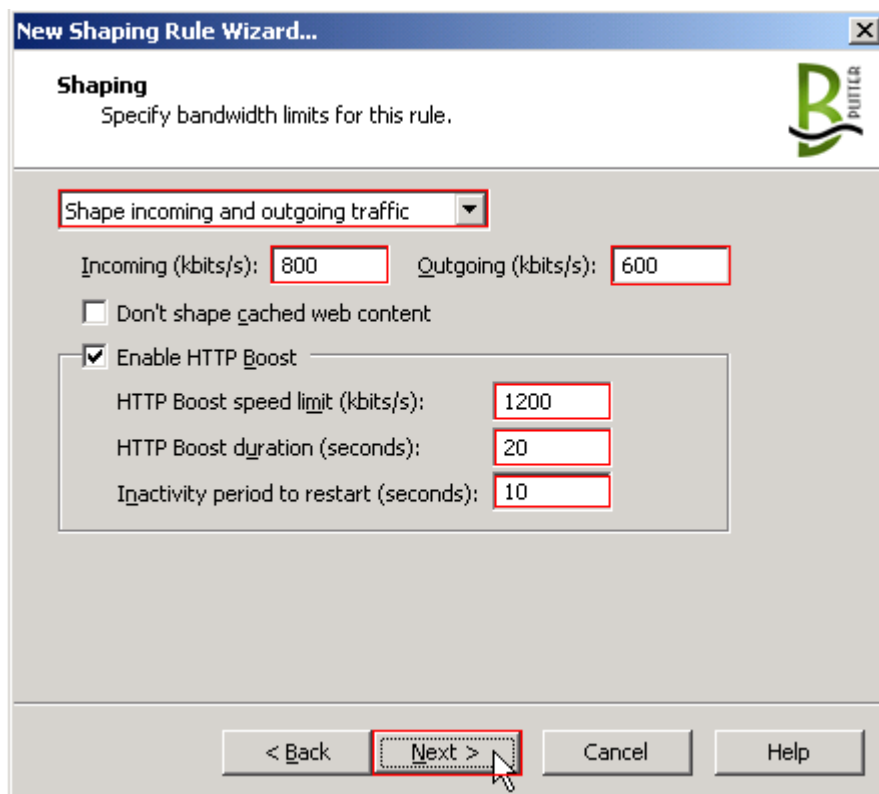 New Shaping Rule Wizard...
Shaping
Specify bandwidth limits for this rule.
B PLITTER
Shape incoming and outgoing traffic
Incoming (kbits/s): 800 Outgoing (kbits/s): 600
Don't shape cached web content
Enable HTTP Boost
HTTP Boost speed limit (kbits/s): 1200
HTTP Boost duration (seconds): 20
Inactivity period to restart (seconds): 10
< Back Next > Cancel Help